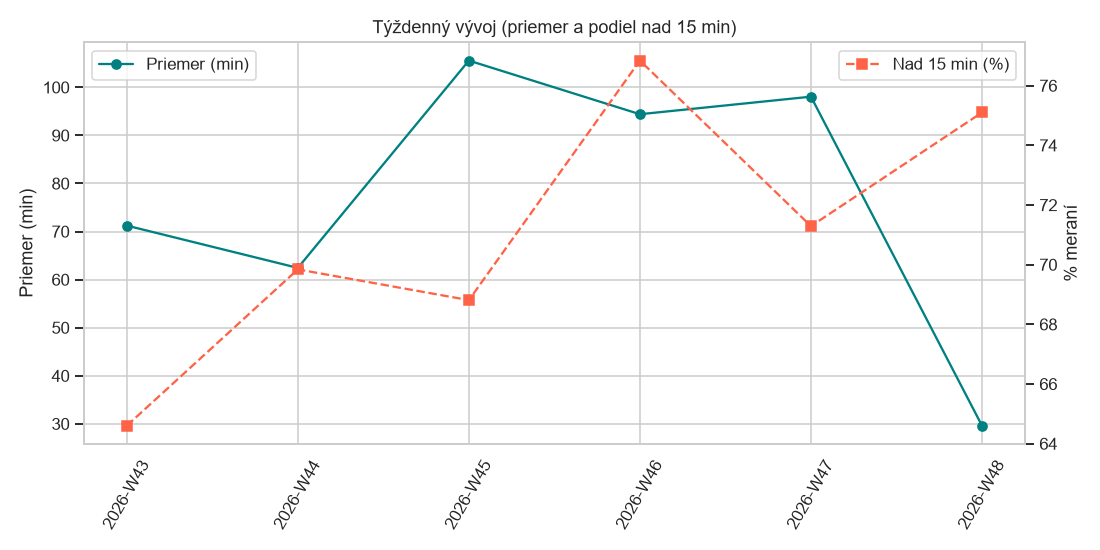 Týždenný vývoj (priemer a podiel nad 15 min)
Priemer (min)
Nad 15 min (%)
Priemer (min)
100
90
80
70
60
50
40
30
76
74
72
70
68
66
64
% meraní
2026-W43
2026-W44
2026-W45
2026-W46
2026-W47
2026-W48